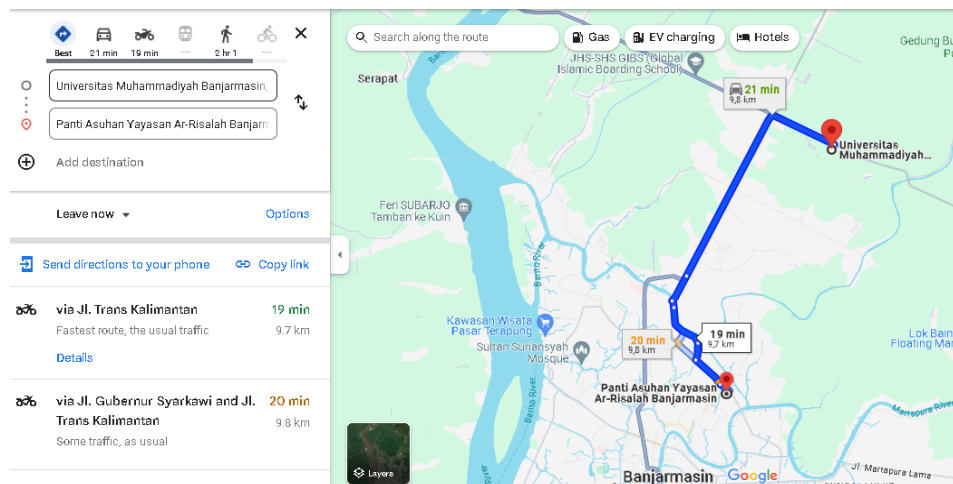 Best
21 min
19 min
2 hr 1
Universitas Muhammadiyah Banjarmasin,
Panti Asuhan Yayasan Ar-Risalah Banjarm
Add destination
Leave now
Options
Send directions to your phone
Copy link
via Jl. Trans Kalimantan
19 min
Fastest route, the usual traffic
9.7 km
Details
via Jl. Gubernur Syarkawi and Jl.
Trans Kalimantan
20 min
9.8 km
Some traffic, as usual
Search along the route
Gas
EV charging
Hotels
Gedung Bu
P
JHS-SHS GIBS (Global
Islamic Boarding School)
Serapat
21 min
9,8 km
Universitas
Muhammadiyah...
Feri SUBARJO
Tamban ke Kuin
Barito River
Kawasan Wisata
Pasar Terapung
Sultan Suriansyah
Mosque
20 min
9,8 km
19 min
9,7 km
Lok Bain
Floating Mar
Panti Asuhan Yayasan
Ar-Risalah Banjarmasin
Barito River
Martapura River
Layers
Banjarmasin
Google
Jl. Martapura Lama